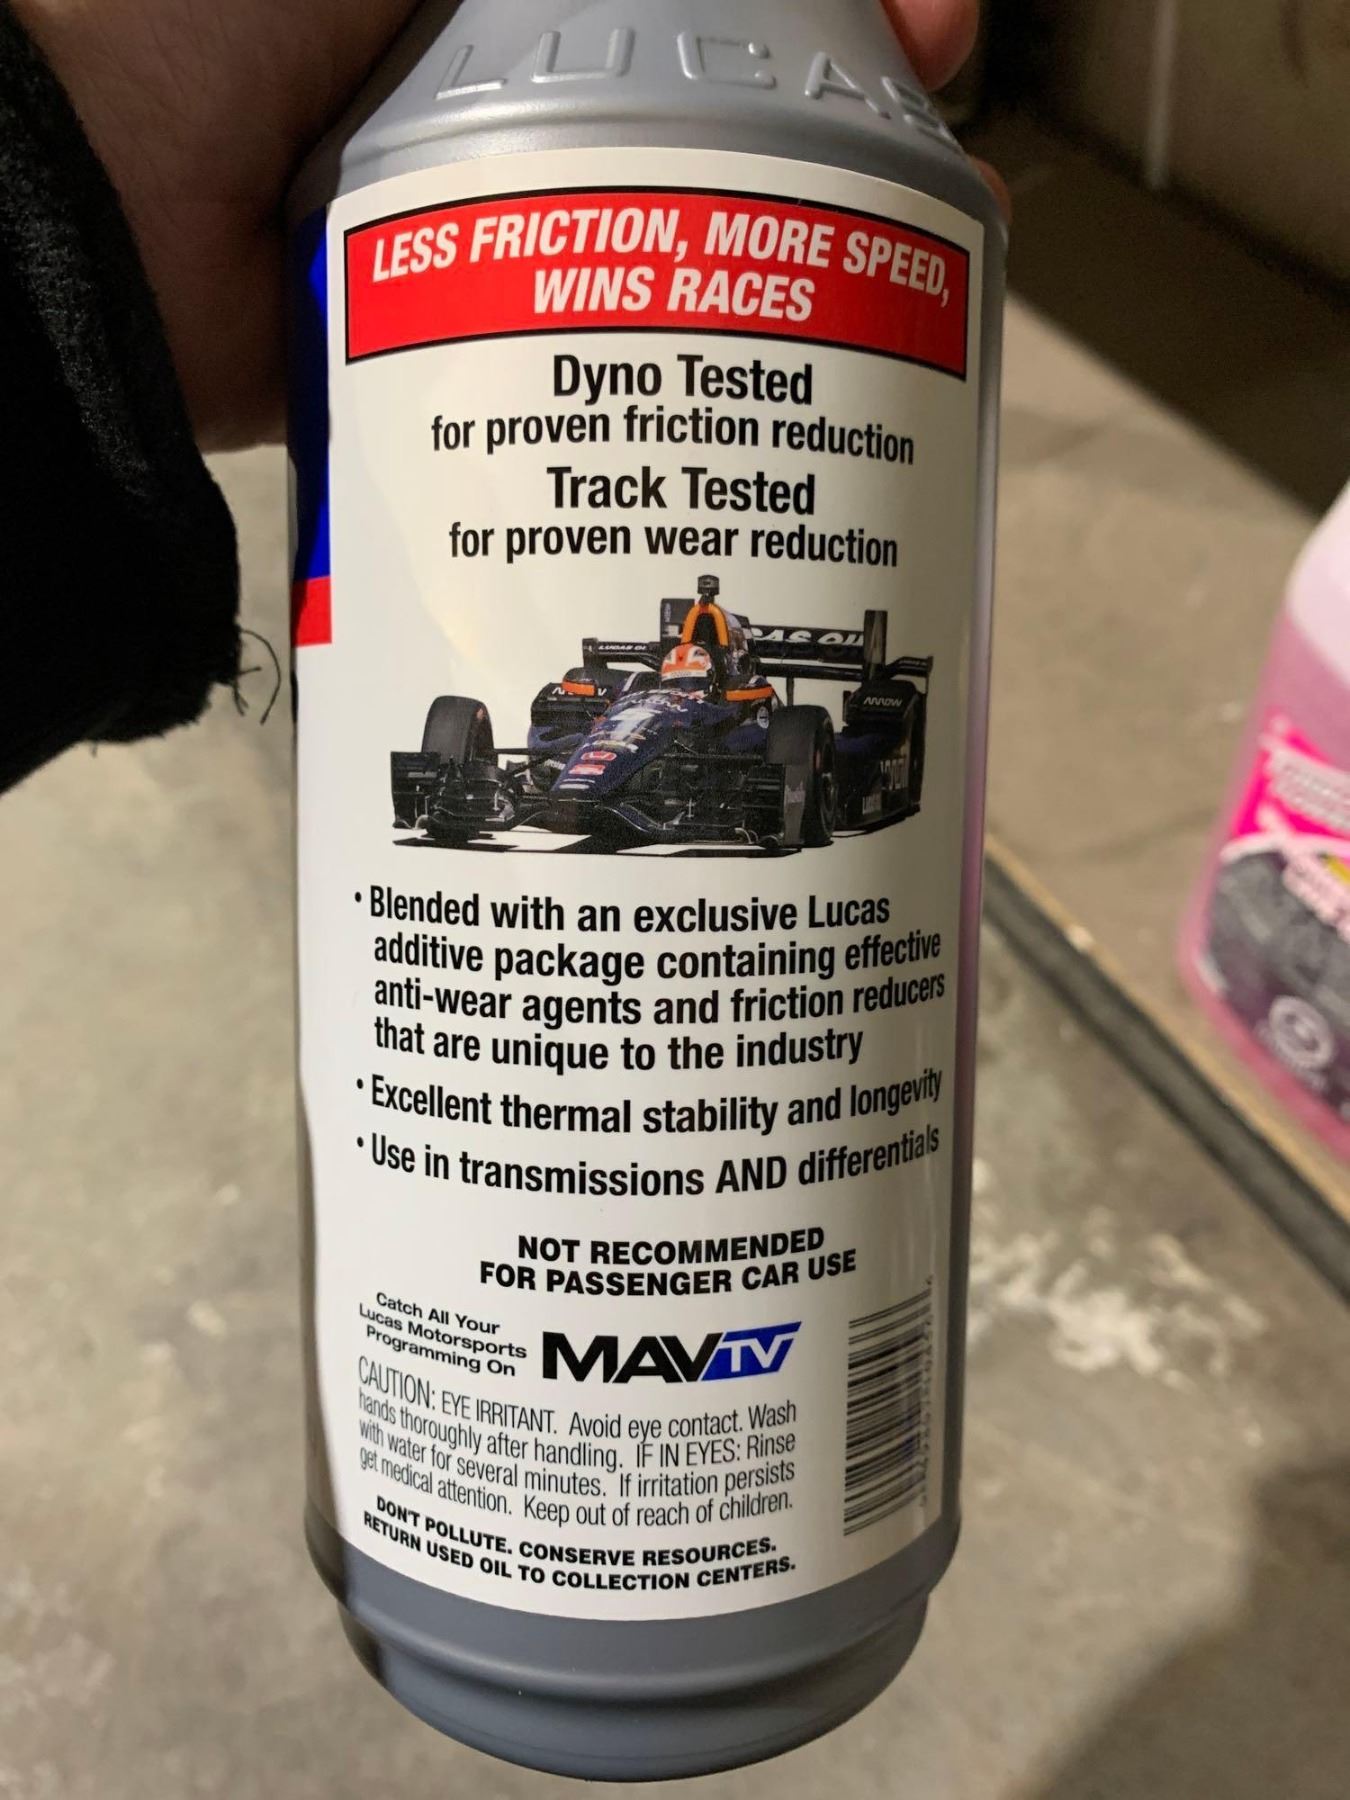 LUCAS
LESS FRICTION, MORE SPEED,
WINS RACES
Dyno Tested
for proven friction reduction
Track Tested
for proven wear reduction
LUCAS OIL
ARROW
• Blended with an exclusive Lucas
additive package containing effective
anti-wear agents and friction reducers
that are unique to the industry
• Excellent thermal stability and longevity
• Use in transmissions AND differentials
NOT RECOMMENDED
FOR PASSENGER CAR USE
Catch All Your
Lucas Motorsports
Programming On
MAVTV
CAUTION: EYE IRRITANT. Avoid eye contact. Wash
hands thoroughly after handling. IF IN EYES: Rinse
with water for several minutes. If irritation persists
get medical attention. Keep out of reach of children.
DON'T POLLUTE. CONSERVE RESOURCES.
RETURN USED OIL TO COLLECTION CENTERS.